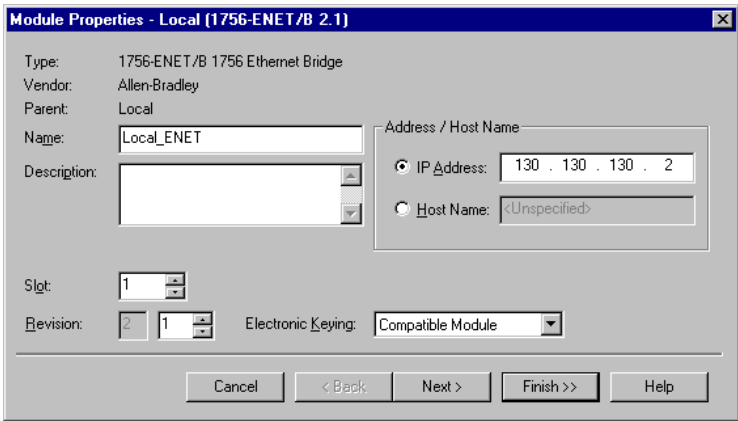 Module Properties - Local (1756-ENET/B 2.1)
Type: 1756-ENET/B 1756 Ethernet Bridge
Vendor: Allen-Bradley
Parent: Local
Name: Local_ENET
Address / Host Name
Description:
IP Address: 130 . 130 . 130 . 2
Host Name: <Unspecified>
Slot: 1
Revision: 2 1 Electronic Keying: Compatible Module
Cancel < Back Next > Finish >> Help